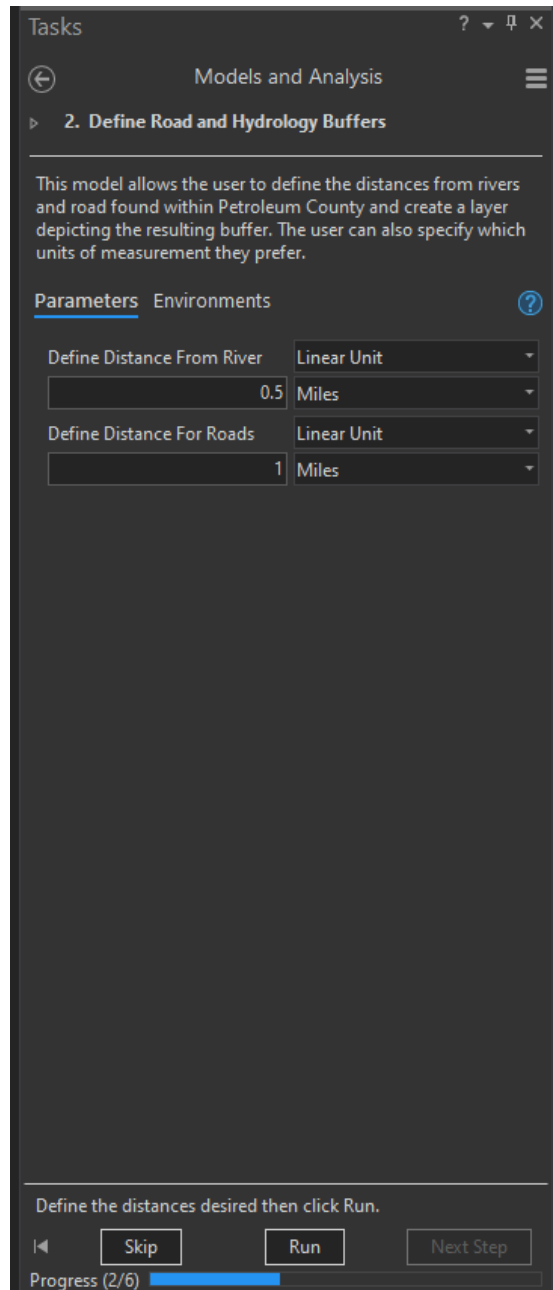 Tasks ?
Models and Analysis
2. Define Road and Hydrology Buffers
This model allows the user to define the distances from rivers
and road found within Petroleum County and create a layer
depicting the resulting buffer. The user can also specify which
units of measurement they prefer.
Parameters Environments ?
Define Distance From River Linear Unit
0.5 Miles
Define Distance For Roads Linear Unit
1 Miles
Define the distances desired then click Run.
Skip Run Next Step
Progress (2/6)